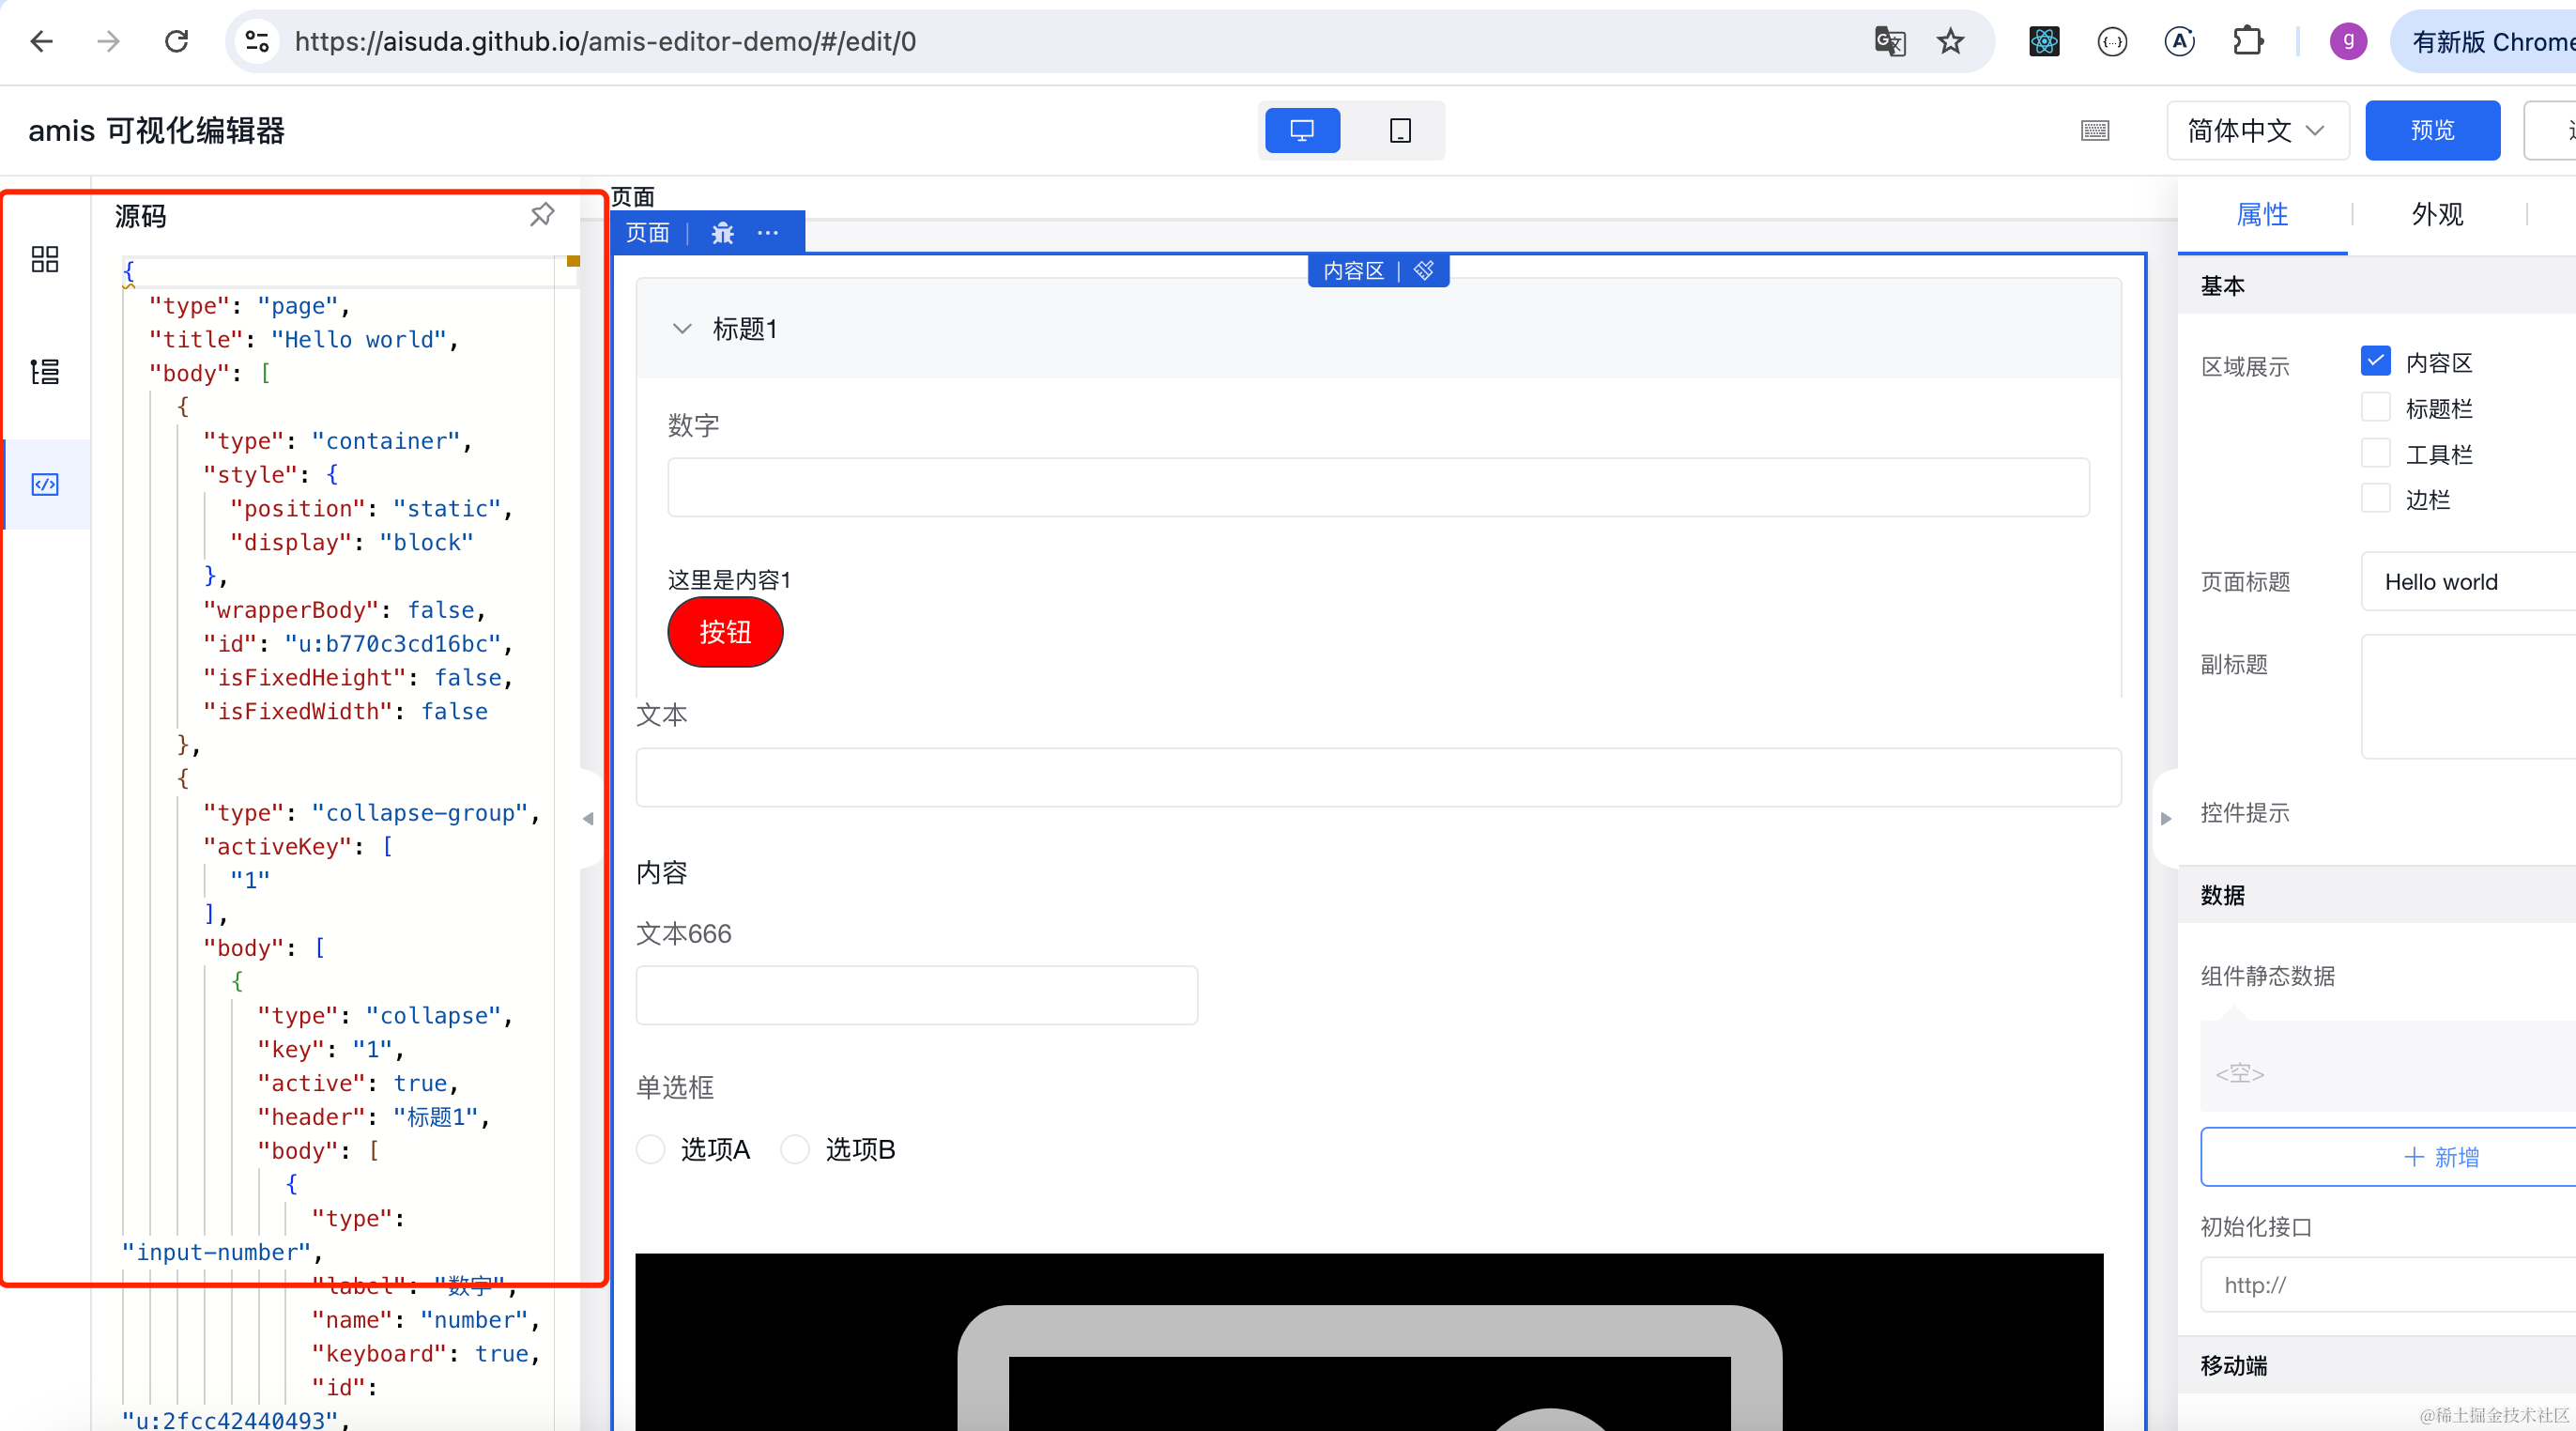 https://aisuda.github.io/amis-editor-demo/#/edit/0
g
有新版 Chrome
amis 可视化编辑器
简体中文
预览
源码
{
"type": "page",
"title": "Hello world",
"body": [
{
"type": "container",
"style": {
"position": "static",
"display": "block"
},
"wrapperBody": false,
"id": "u:b770c3cd16bc",
"isFixedHeight": false,
"isFixedWidth": false
},
{
"type": "collapse-group",
"activeKey": [
"1"
],
"body": [
{
"type": "collapse",
"key": "1",
"active": true,
"header": "标题1",
"body": [
{
"type":
"input-number",
"label": "数字",
"name": "number",
"keyboard": true,
"id":
"u:2fcc42440493",
页面
页面
内容区
标题1
数字
这里是内容1
按钮
文本
内容
文本666
单选框
选项A 选项B
属性
外观
基本
区域展示
内容区
标题栏
工具栏
边栏
页面标题
Hello world
副标题
控件提示
数据
组件静态数据
<空>
+ 新增
初始化接口
http://
移动端
@稀土掘金技术社区